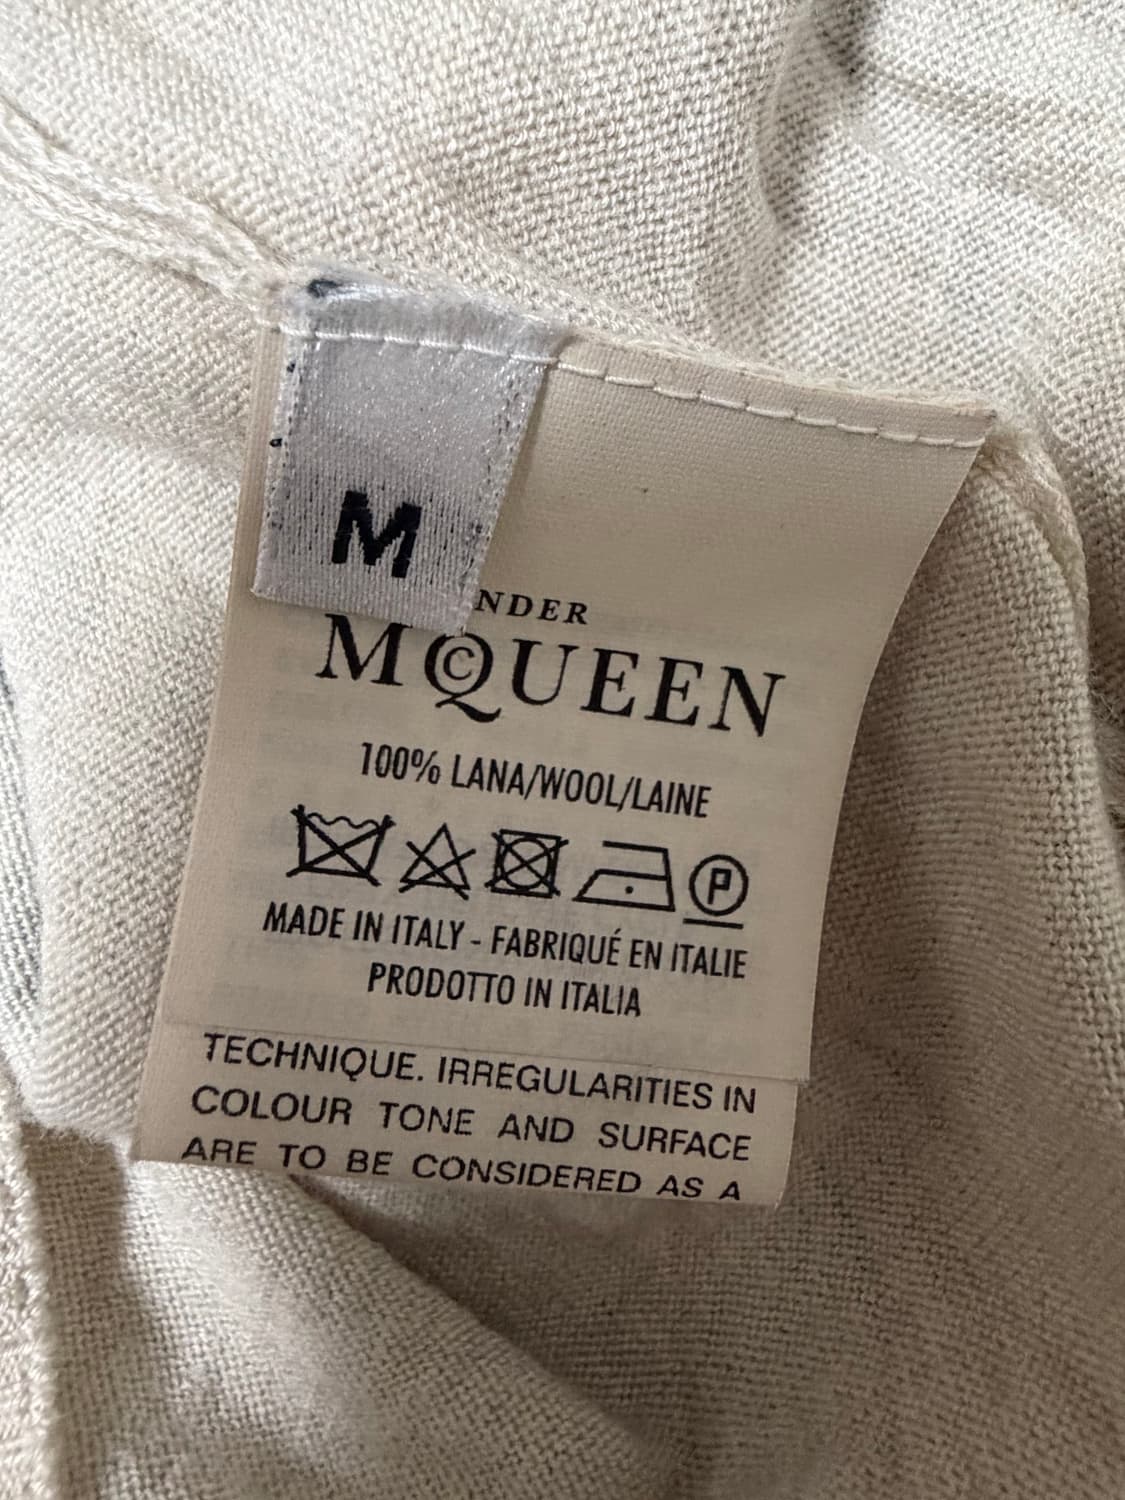 M
NDER
MCQUEEN
100% LANA/WOOL/LAINE
P
MADE IN ITALY - FABRIQUÉ EN ITALIE
PRODOTTO IN ITALIA
TECHNIQUE. IRREGULARITIES IN
COLOUR TONE AND SURFACE
ARE TO BE CONSIDERED AS A